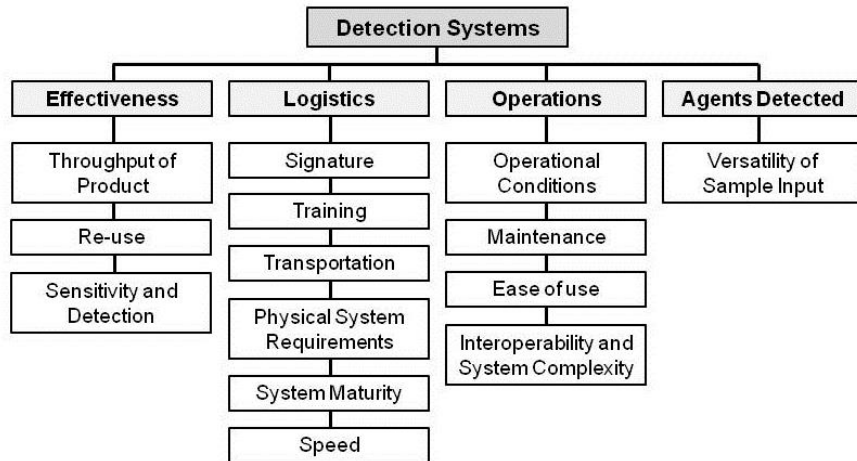 Detection Systems
Effectiveness
Logistics
Operations
Agents Detected
Throughput of
Product
Re-use
Sensitivity and
Detection
Signature
Training
Transportation
Physical System
Requirements
System Maturity
Speed
Operational
Conditions
Maintenance
Ease of use
Interoperability and
System Complexity
Versatility of
Sample Input